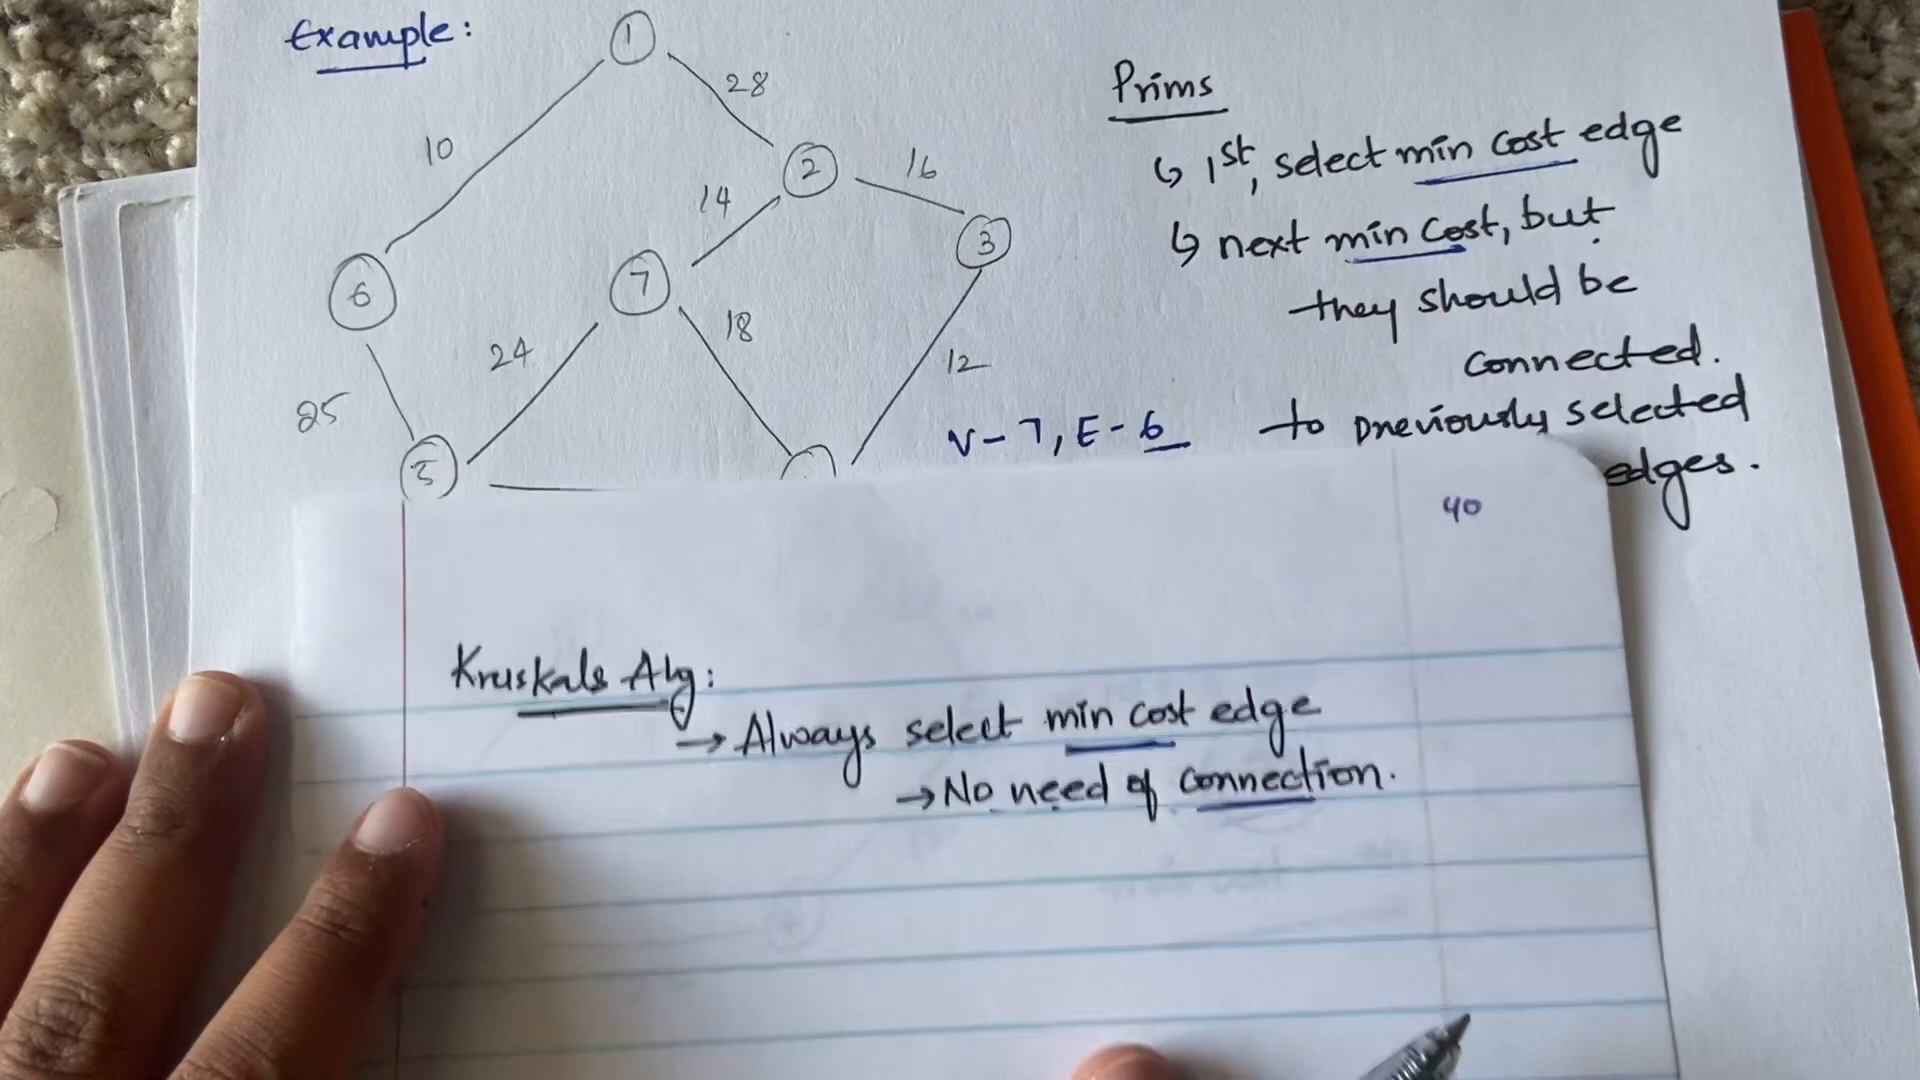 Example:
1
28
10
2
16
14
3
6
7
18
24
12
25
5
Prims
↳ 1st, select min cost edge
↳ next min cost, but
they should be
connected.
to previously selected
edges.
V-7, E-6
40
Kruskals Alg:
→ Always select min cost edge
→ No need of connection.